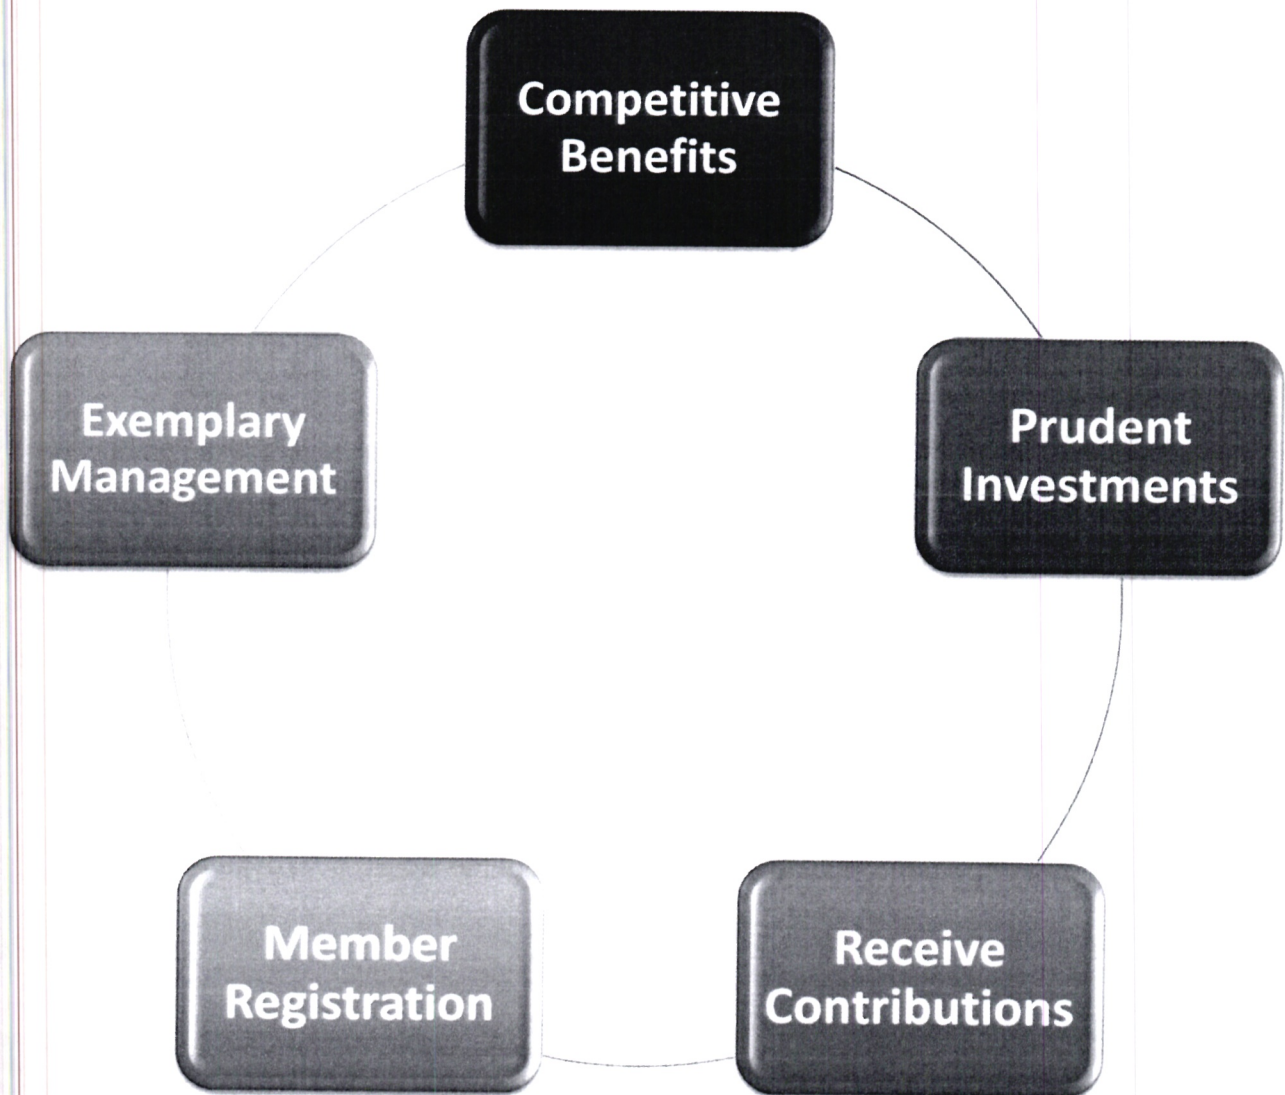 Competitive
Benefits
Exemplary
Management
Prudent
Investments
Member
Registration
Receive
Contributions